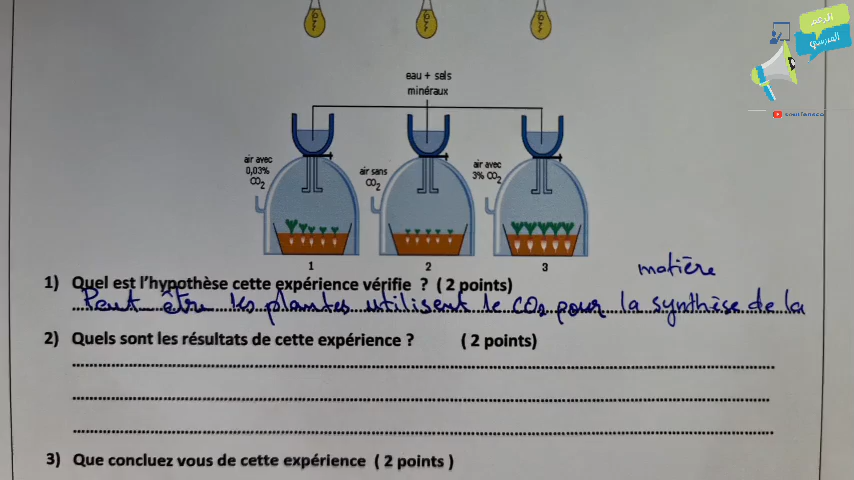 الدعم
المدرسي
eau + sels
minéraux
air avec
0,03%
CO2
air sans
CO2
air avec
3% CO2
1
2
3
matière
1) Quel est l'hypothèse cette expérience vérifie ? ( 2 points)
Peut être les plantes utilisent le CO2 pour la synthèse de la
2) Quels sont les résultats de cette expérience ? ( 2 points)
3) Que concluez vous de cette expérience ( 2 points )